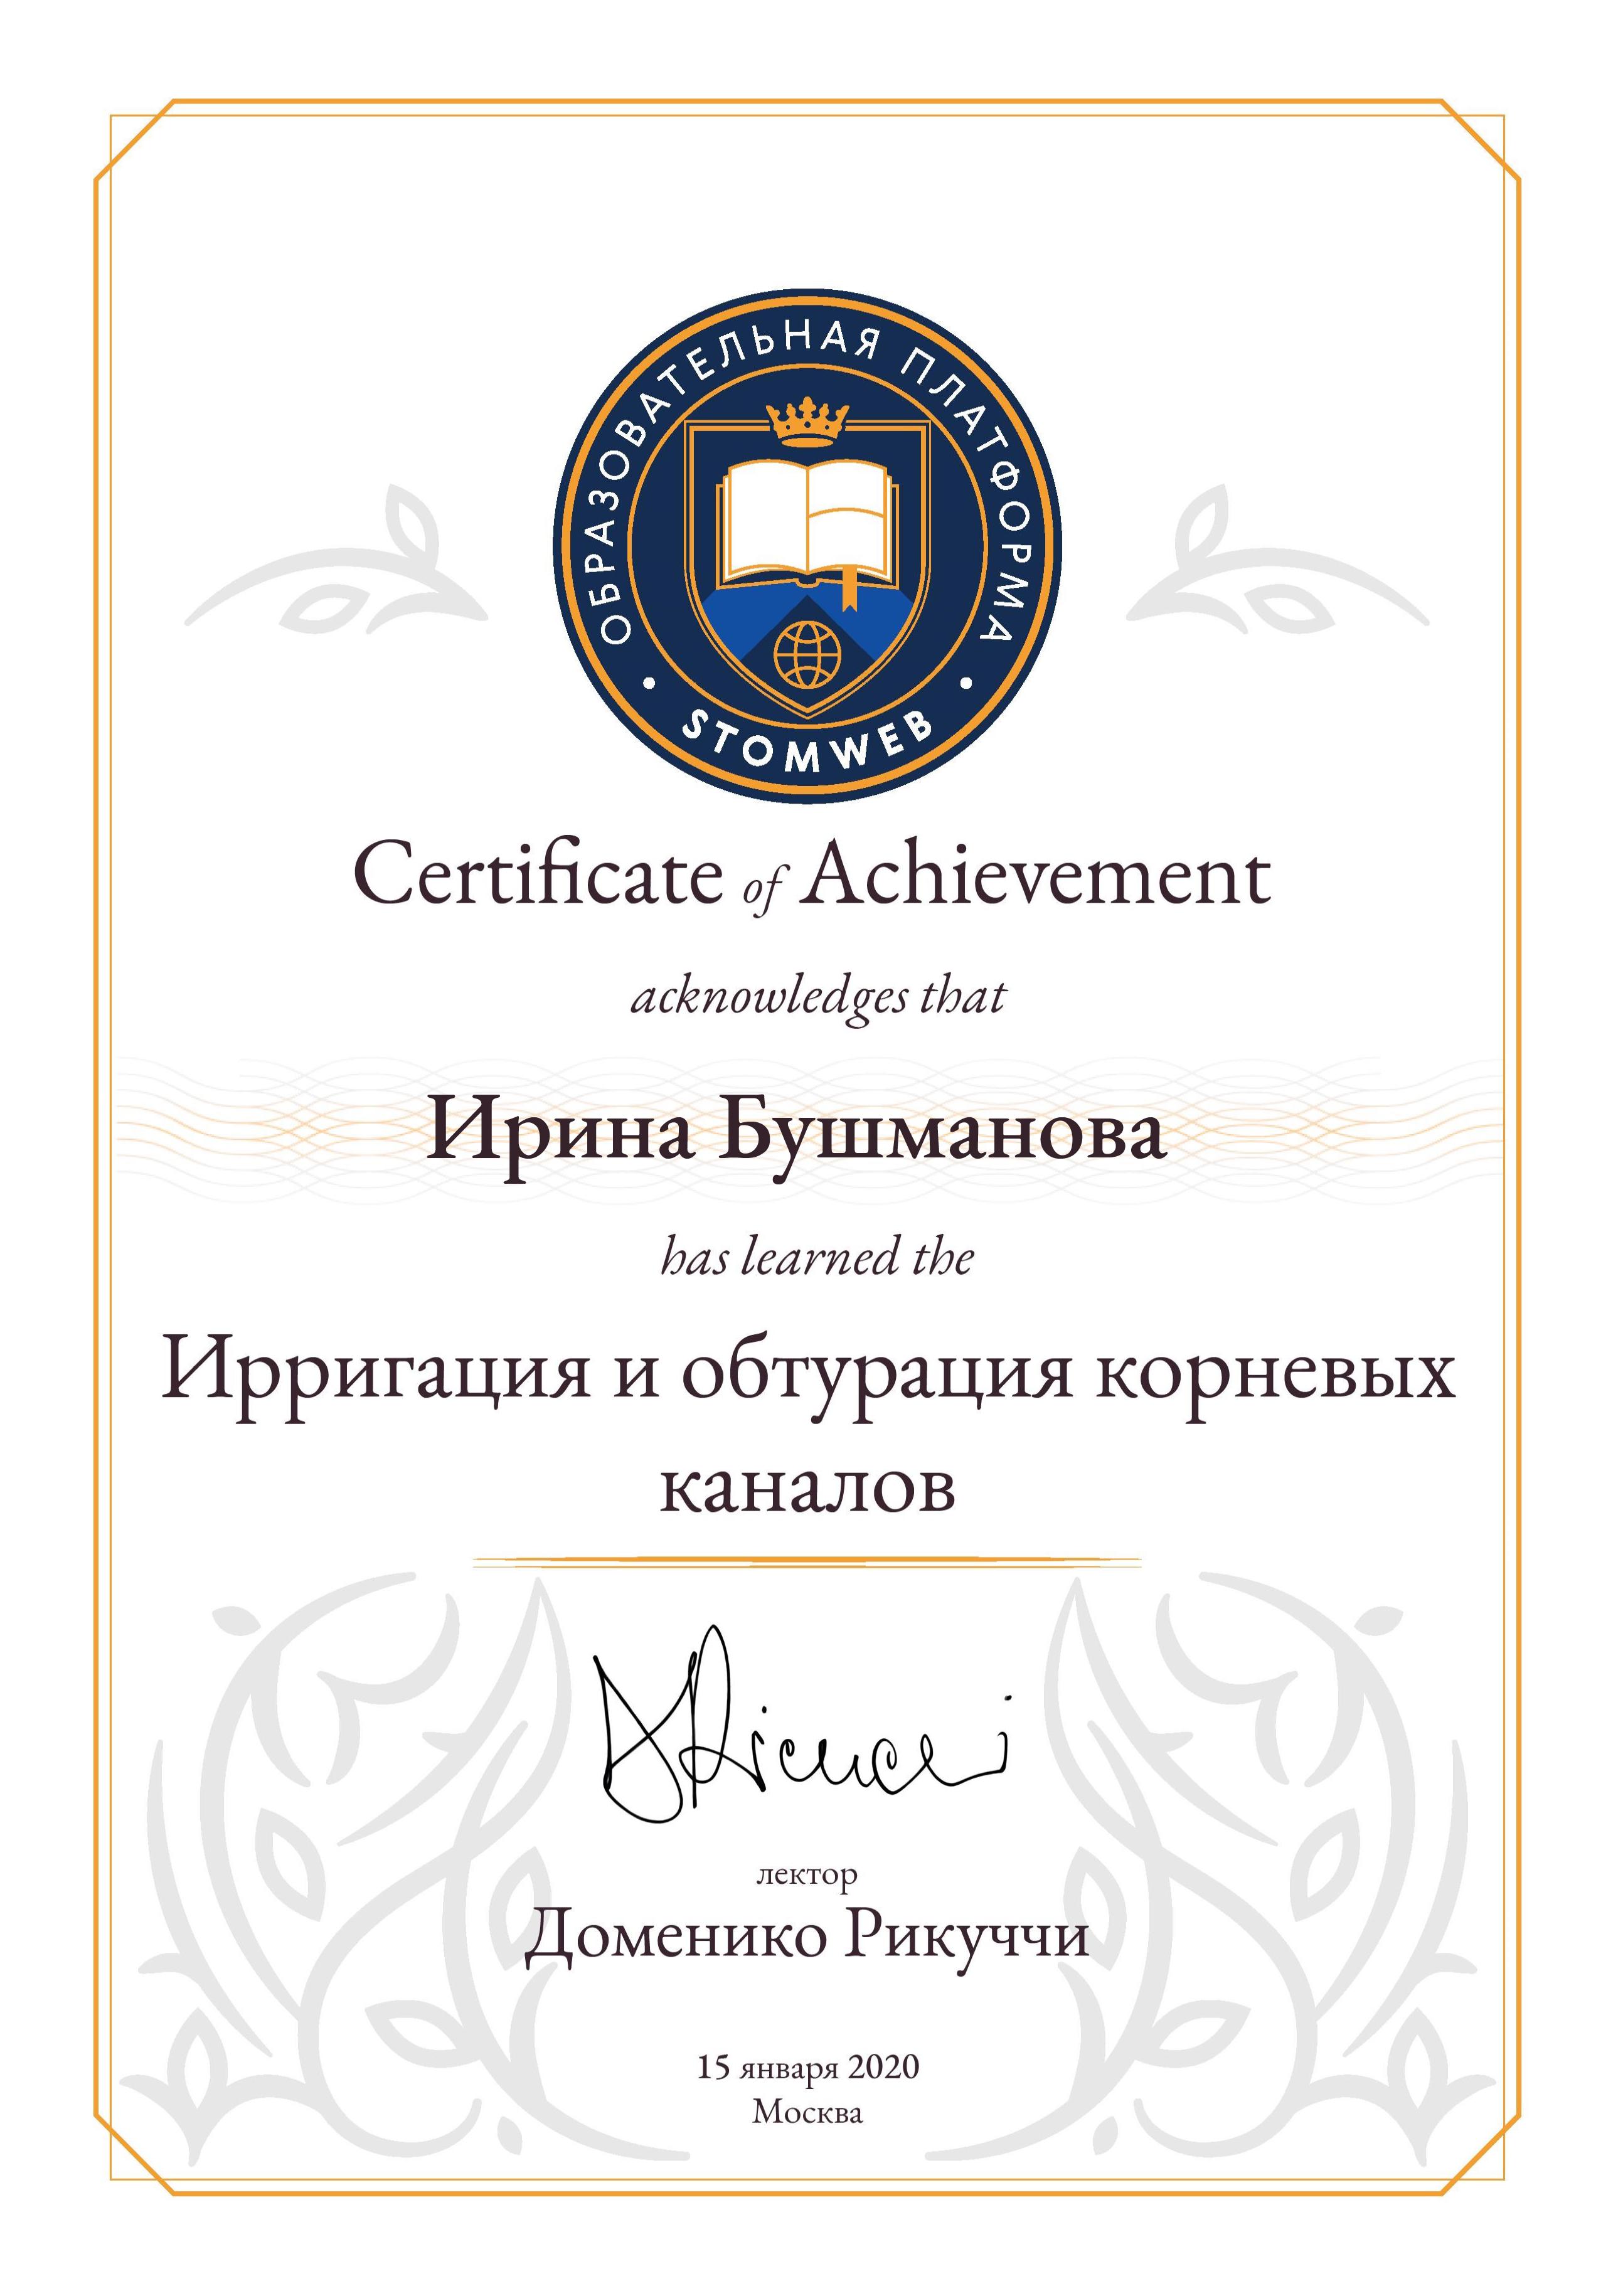 ОБРАЗОВАТЕЛЬНАЯ ПЛАТФОРМА
• STOMWEB •
Certificate of Achievement
acknowledges that
Ирина Бушманова
has learned the
Ирригация и обтурация корневых
каналов
лектор
Доменико Рикуччи
15 января 2020
Москва